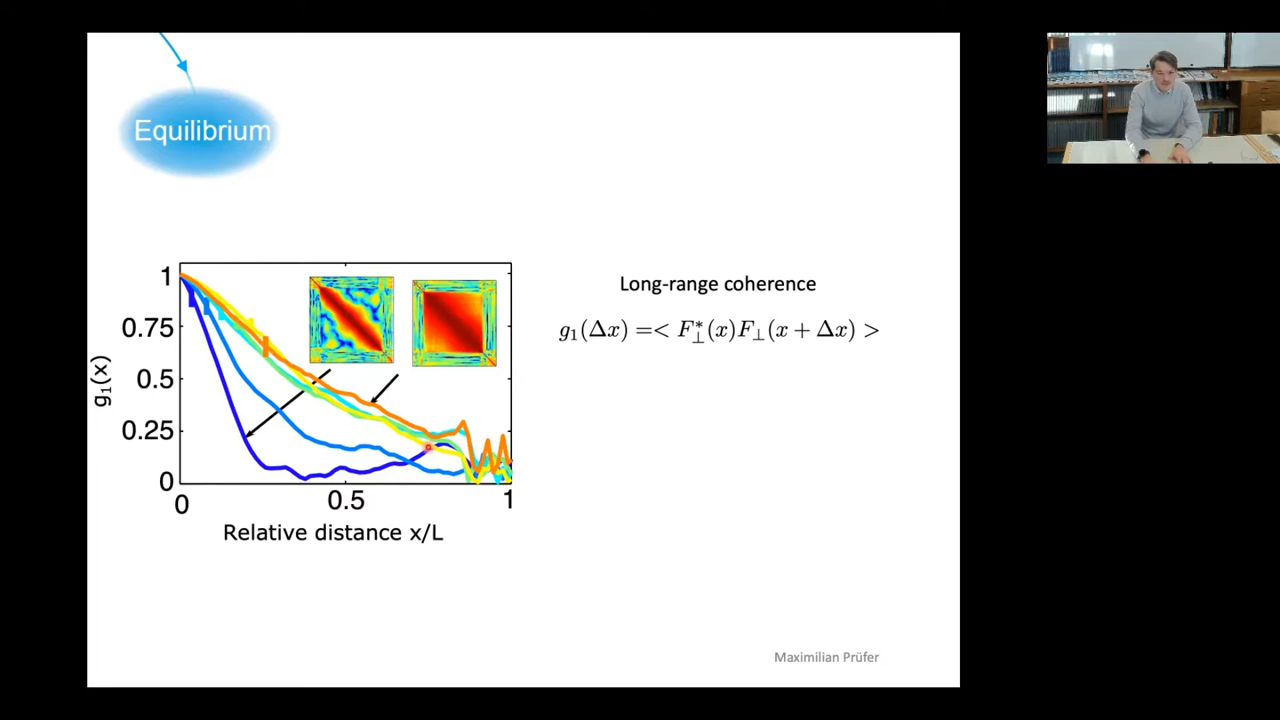 Equilibrium
Long-range coherence
g₁(Δx) =< F⊥*(x)F⊥(x + Δx) >
g₁(x)
1
0.75
0.5
0.25
0
0 0.5 1
Relative distance x/L
Maximilian Prüfer